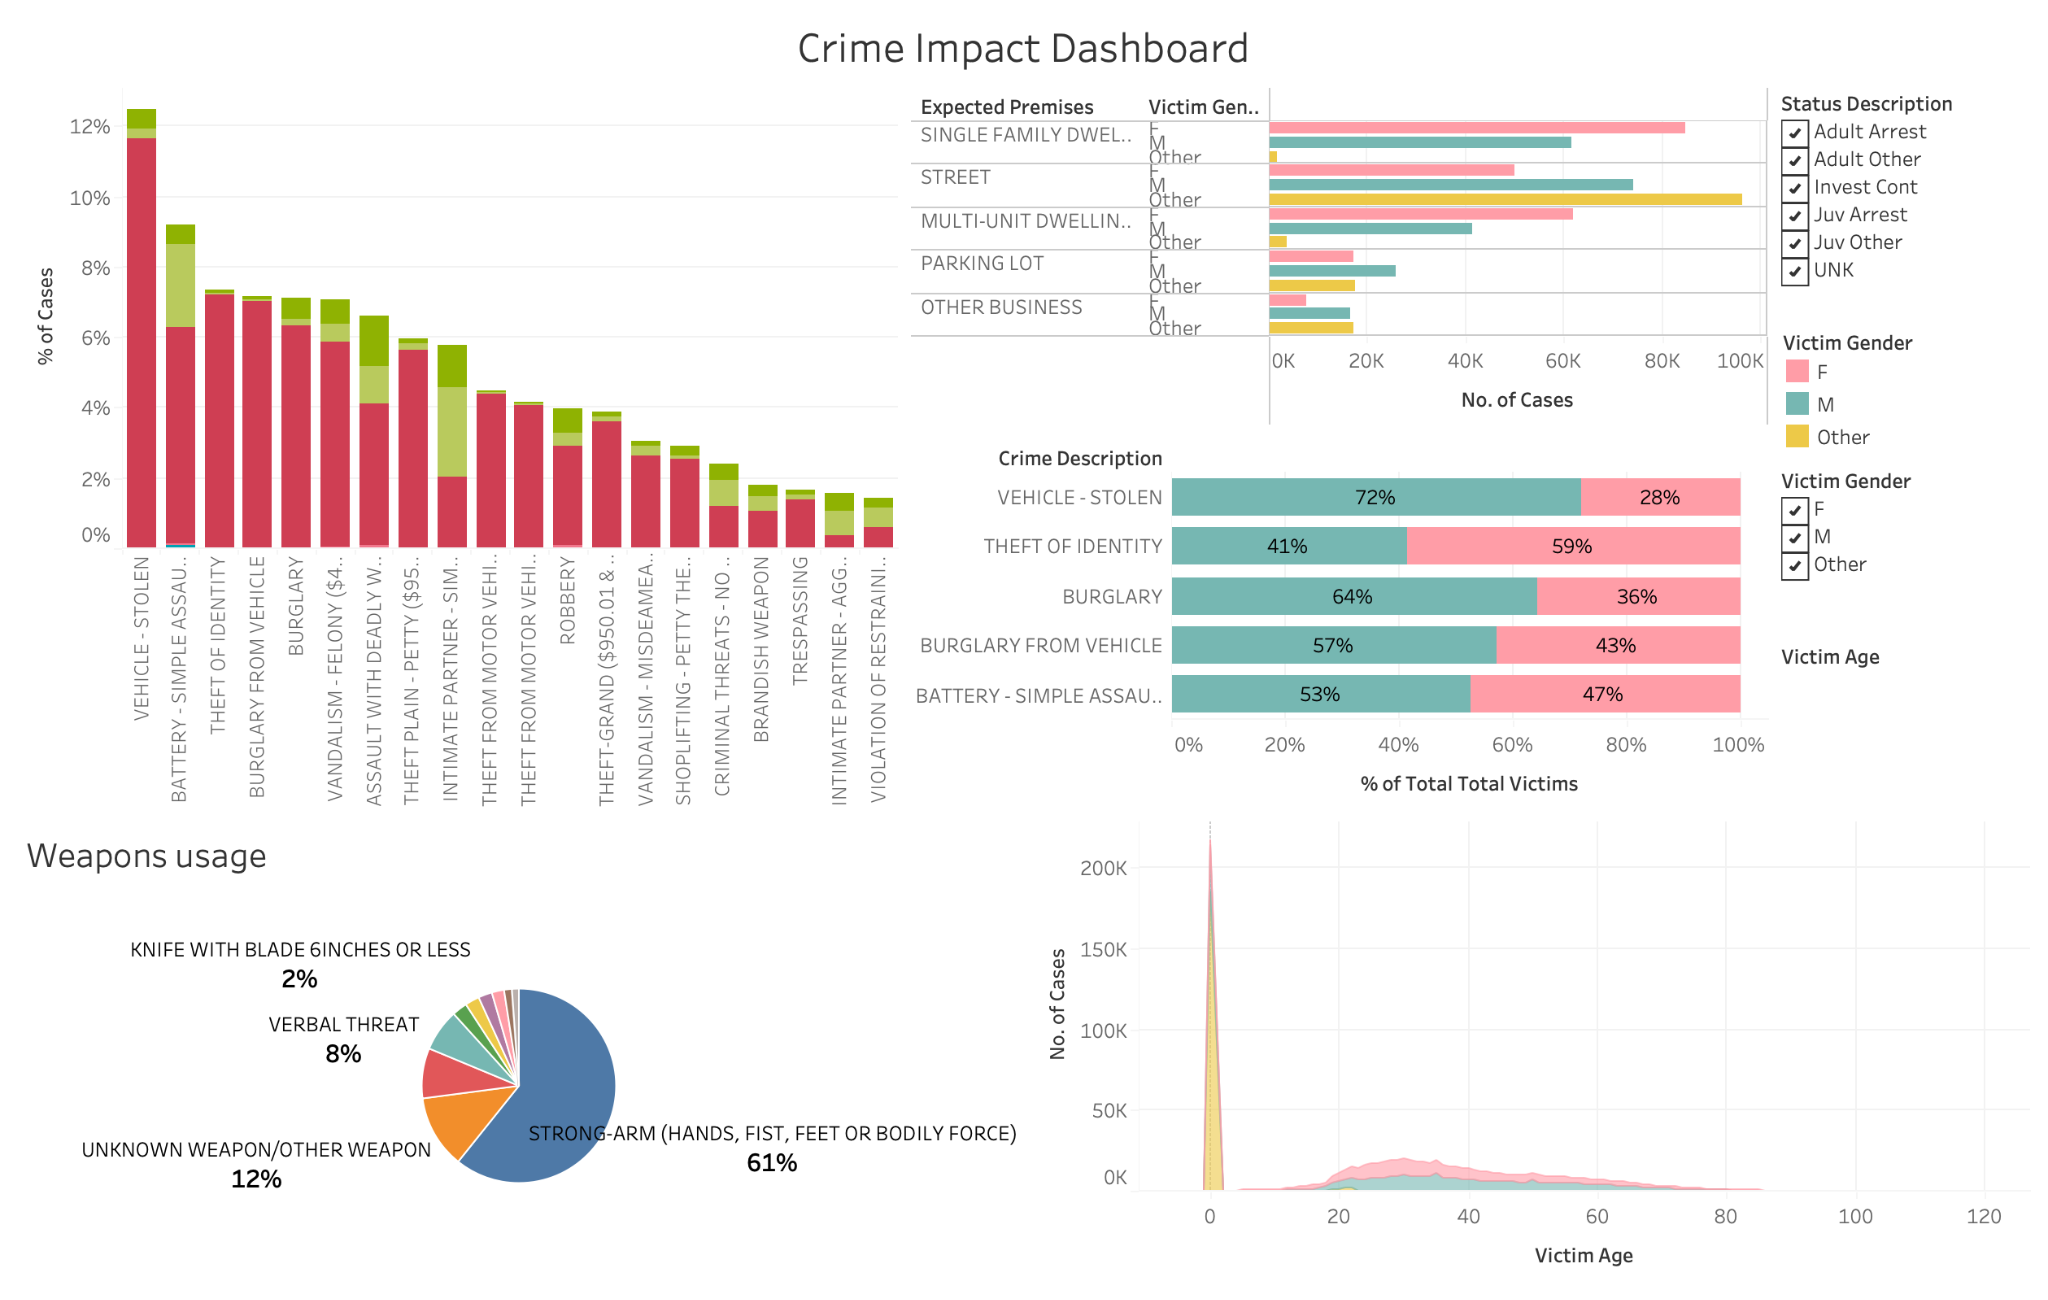 Crime Impact Dashboard
% of Cases
12%
10%
8%
6%
4%
2%
0%
VEHICLE - STOLEN
BATTERY - SIMPLE ASSAU..
THEFT OF IDENTITY
BURGLARY FROM VEHICLE
BURGLARY
VANDALISM - FELONY ($4..
ASSAULT WITH DEADLY W..
THEFT PLAIN - PETTY ($95..
INTIMATE PARTNER - SIM..
THEFT FROM MOTOR VEHI..
THEFT FROM MOTOR VEHI..
ROBBERY
THEFT-GRAND ($950.01 & ..
VANDALISM - MISDEAMEA..
SHOPLIFTING - PETTY THE..
CRIMINAL THREATS - NO ..
BRANDISH WEAPON
TRESPASSING
INTIMATE PARTNER - AGG..
VIOLATION OF RESTRAINI..
Expected Premises Victim Gen..
SINGLE FAMILY DWEL.. F
M
Other
STREET F
M
Other
MULTI-UNIT DWELLIN.. F
M
Other
PARKING LOT F
M
Other
OTHER BUSINESS F
M
Other
0K 20K 40K 60K 80K 100K
No. of Cases
Status Description
Adult Arrest
Adult Other
Invest Cont
Juv Arrest
Juv Other
UNK
Victim Gender
F
M
Other
Victim Gender
F
M
Other
Victim Age
Crime Description
VEHICLE - STOLEN 72% 28%
THEFT OF IDENTITY 41% 59%
BURGLARY 64% 36%
BURGLARY FROM VEHICLE 57% 43%
BATTERY - SIMPLE ASSAU.. 53% 47%
0% 20% 40% 60% 80% 100%
% of Total Total Victims
Weapons usage
KNIFE WITH BLADE 6INCHES OR LESS
2%
VERBAL THREAT
8%
UNKNOWN WEAPON/OTHER WEAPON
12%
STRONG-ARM (HANDS, FIST, FEET OR BODILY FORCE)
61%
No. of Cases
200K
150K
100K
50K
0K
0 20 40 60 80 100 120
Victim Age